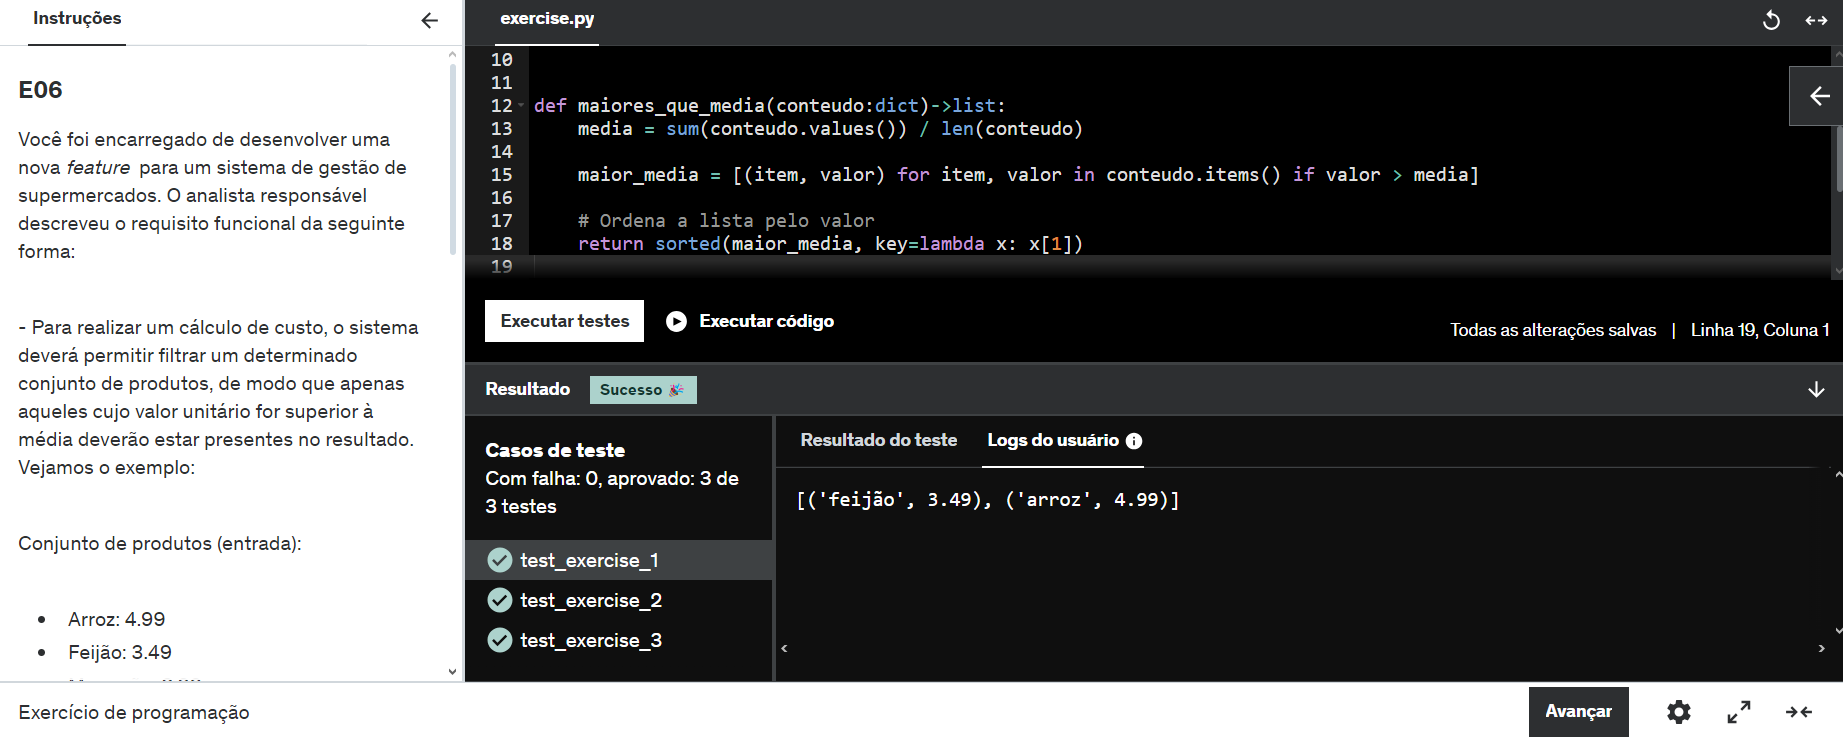 Instruções
E06
Você foi encarregado de desenvolver uma
nova feature para um sistema de gestão de
supermercados. O analista responsável
descreveu o requisito funcional da seguinte
forma:
- Para realizar um cálculo de custo, o sistema
deverá permitir filtrar um determinado
conjunto de produtos, de modo que apenas
aqueles cujo valor unitário for superior à
média deverão estar presentes no resultado.
Vejamos o exemplo:
Conjunto de produtos (entrada):
• Arroz: 4.99
• Feijão: 3.49
exercise.py
10
11
12 def maiores_que_media(conteudo:dict)->list:
13     media = sum(conteudo.values()) / len(conteudo)
14
15     maior_media = [(item, valor) for item, valor in conteudo.items() if valor > media]
16
17     # Ordena a lista pelo valor
18     return sorted(maior_media, key=lambda x: x[1])
19
Executar testes Executar código
Todas as alterações salvas | Linha 19, Coluna 1
Resultado Sucesso 🎉
Casos de teste
Com falha: 0, aprovado: 3 de
3 testes
test_exercise_1
test_exercise_2
test_exercise_3
Resultado do teste Logs do usuário
[('feijão', 3.49), ('arroz', 4.99)]
Exercício de programação
Avançar